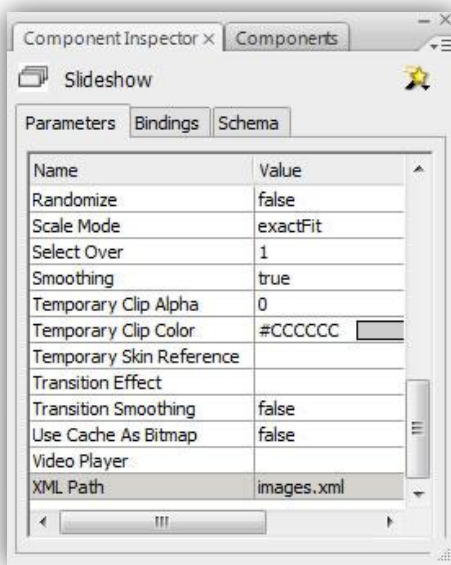 Component Inspector × Components
Slideshow
Parameters Bindings Schema
Name Value
Randomize false
Scale Mode exactFit
Select Over 1
Smoothing true
Temporary Clip Alpha 0
Temporary Clip Color #CCCCCC
Temporary Skin Reference
Transition Effect
Transition Smoothing false
Use Cache As Bitmap false
Video Player
XML Path images.xml